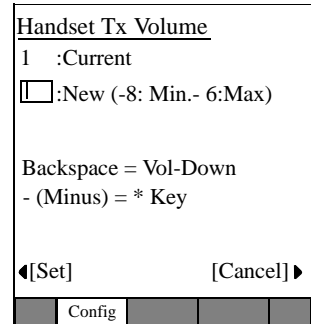 Handset Tx Volume
1 :Current
:New (-8: Min.- 6:Max)
Backspace = Vol-Down
- (Minus) = * Key
[Set] [Cancel]
Config